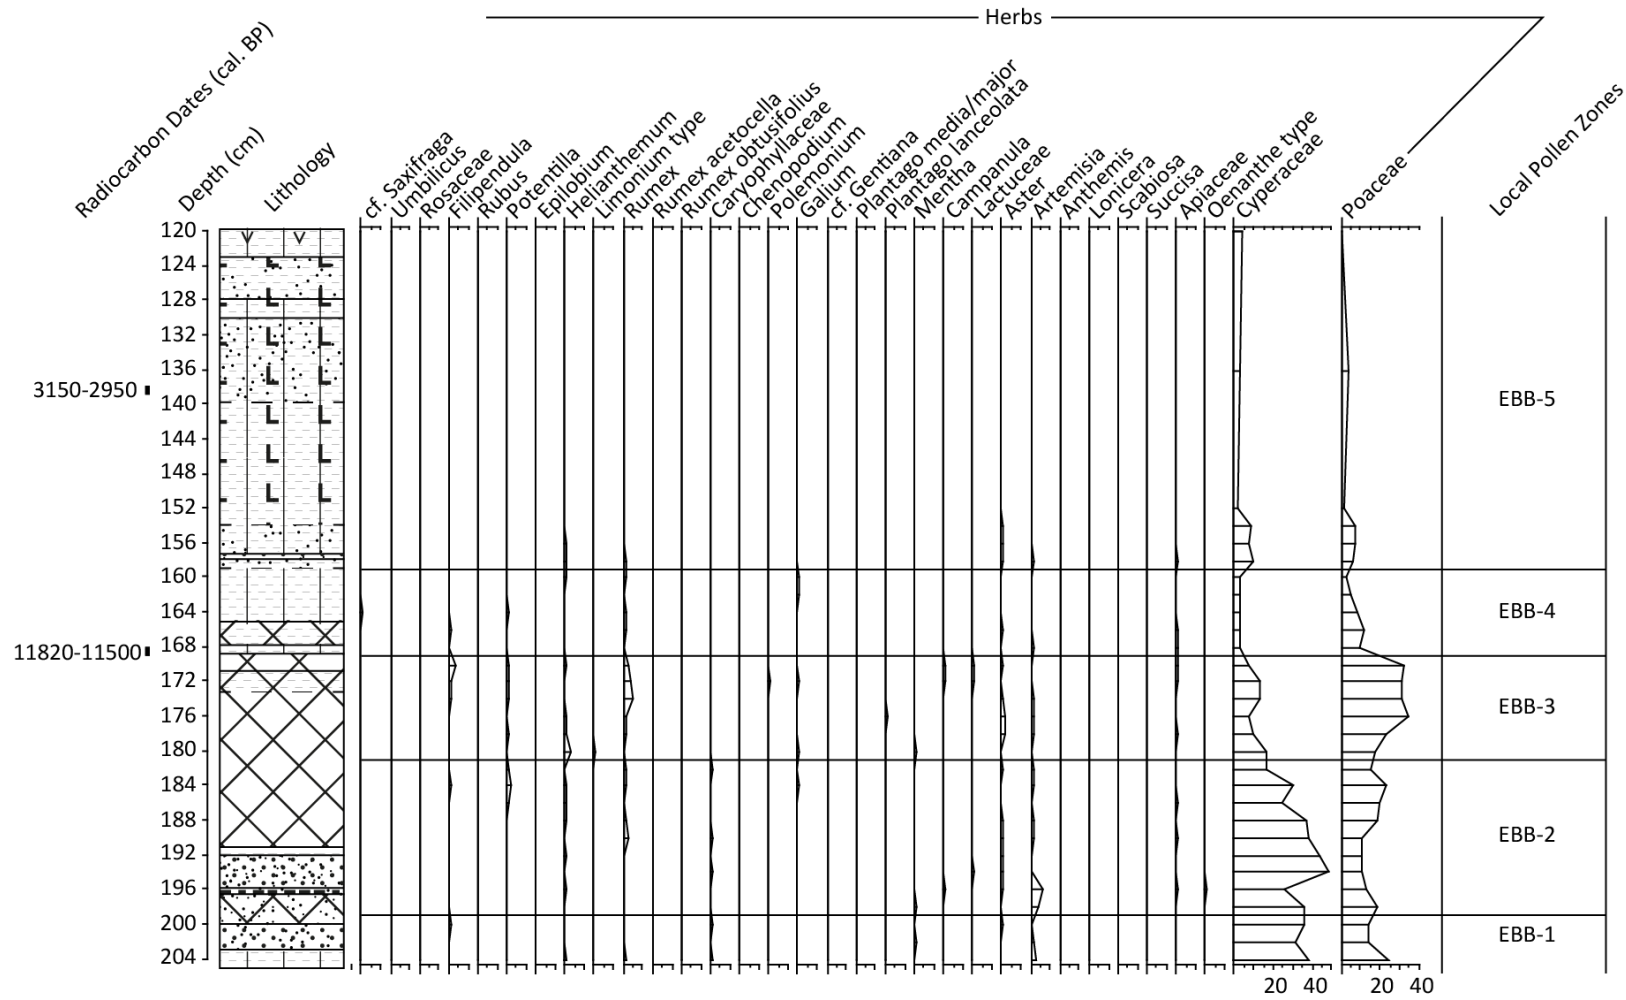 Herbs
Radiocarbon Dates (cal. BP)
Depth (cm)
Lithology
cf. Saxifraga
Umbilicus
Rosaceae
Filipendula
Rubus
Potentilla
Epilobium
Helianthemum
Limonium type
Rumex
Rumex acetocella
Rumex obtusifolius
Caryophyllaceae
Chenopodium
Polemonium
Galium
cf. Gentiana
Plantago media/major
Plantago lanceolata
Mentha
Campanula
Lactuceae
Aster
Artemisia
Anthemis
Lonicera
Scabiosa
Succisa
Apiaceae
Oenanthe type
Cyperaceae
Poaceae
Local Pollen Zones
120
124
128
132
136
3150-2950
140
EBB-5
144
148
152
156
160
164
EBB-4
168
11820-11500
172
176
EBB-3
180
184
188
192
EBB-2
196
200
204
EBB-1
20 40 20 40